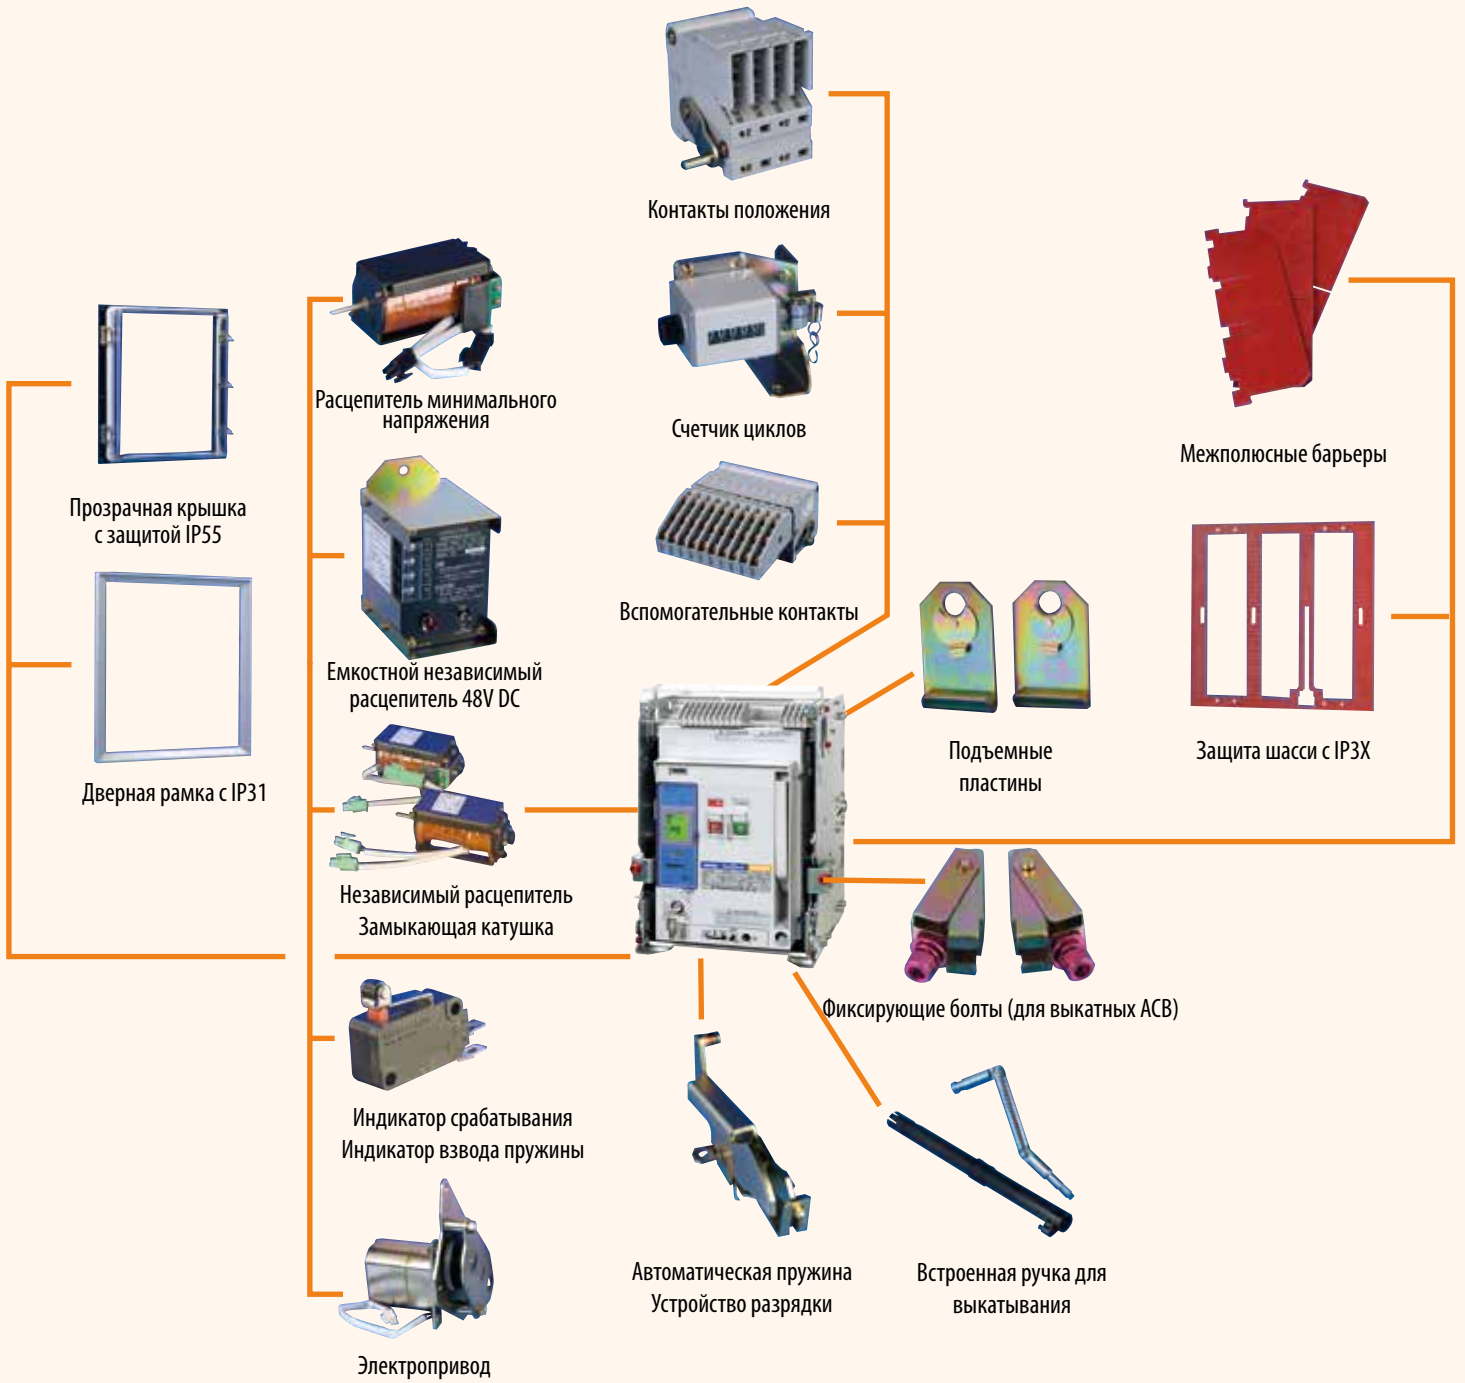 Контакты положения
Счетчик циклов
Вспомогательные контакты
Расцепитель минимального
напряжения
Емкостной независимый
расцепитель 48V DC
Независимый расцепитель
Замыкающая катушка
Индикатор срабатывания
Индикатор взвода пружины
Электропривод
Прозрачная крышка
с защитой IP55
Дверная рамка с IP31
Межполюсные барьеры
Защита шасси с IP3X
Подъемные
пластины
Фиксирующие болты (для выкатных ACB)
Автоматическая пружина
Устройство разрядки
Встроенная ручка для
выкатывания